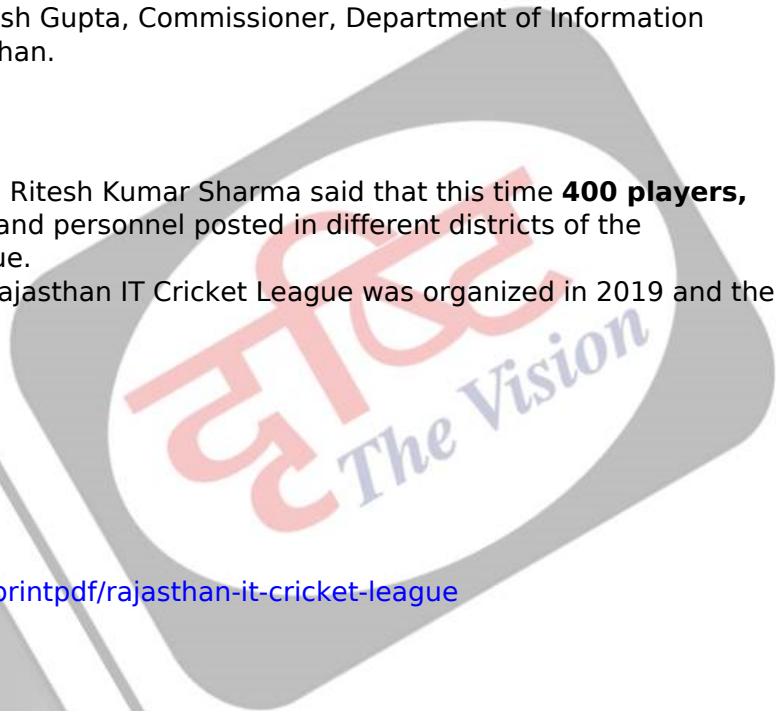 sh Gupta, Commissioner, Department of Information
han.
Ritesh Kumar Sharma said that this time 400 players,
and personnel posted in different districts of the
ue.
ajasthan IT Cricket League was organized in 2019 and the
दृष्टि
The Vision
printpdf/rajasthan-it-cricket-league